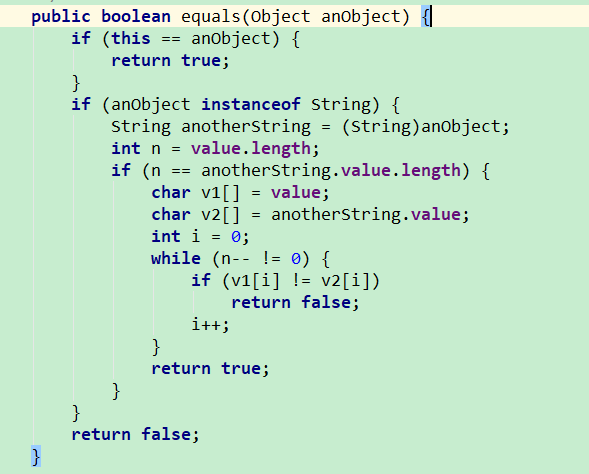 public boolean equals(Object anObject) {
    if (this == anObject) {
        return true;
    }
    if (anObject instanceof String) {
        String anotherString = (String)anObject;
        int n = value.length;
        if (n == anotherString.value.length) {
            char v1[] = value;
            char v2[] = anotherString.value;
            int i = 0;
            while (n-- != 0) {
                if (v1[i] != v2[i])
                    return false;
                i++;
            }
            return true;
        }
    }
    return false;
}